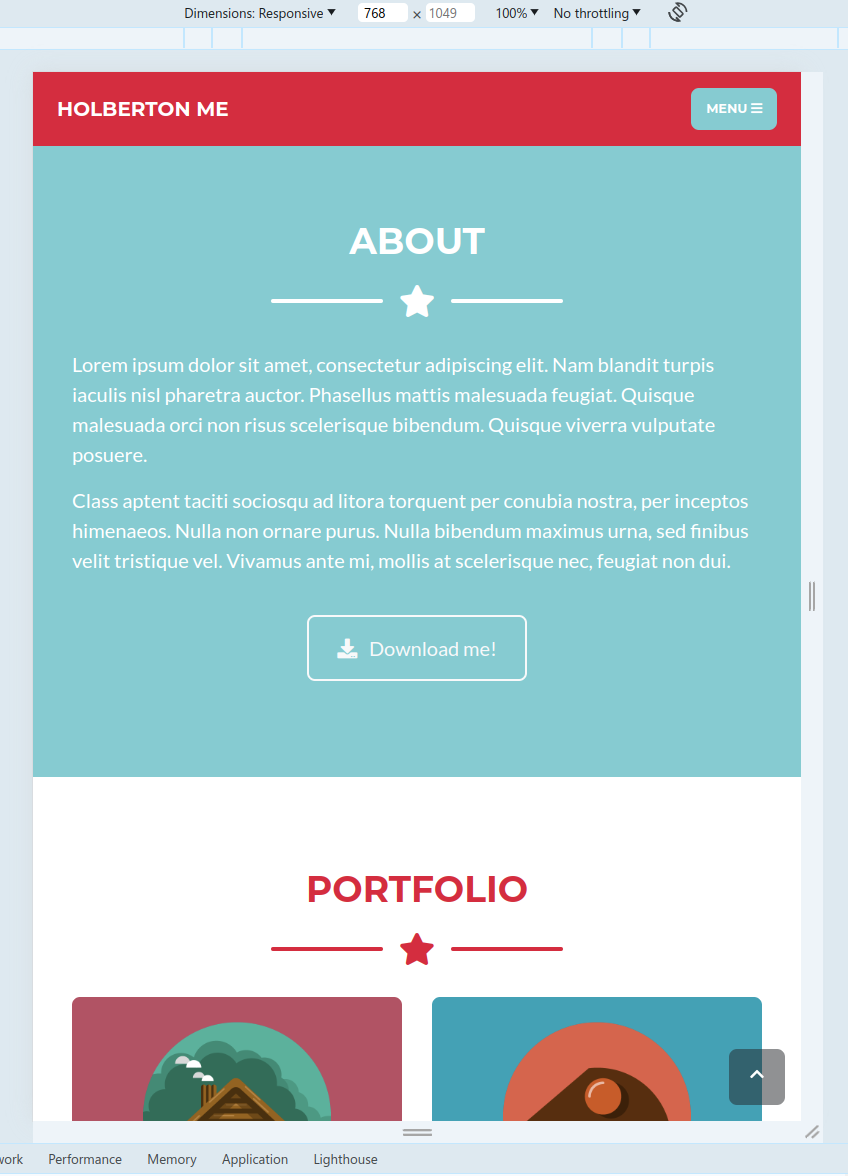 Dimensions: Responsive 768 × 1049 100% No throttling
HOLBERTON ME
MENU
ABOUT
Lorem ipsum dolor sit amet, consectetur adipiscing elit. Nam blandit turpis
iaculis nisl pharetra auctor. Phasellus mattis malesuada feugiat. Quisque
malesuada orci non risus scelerisque bibendum. Quisque viverra vulputate
posuere.
Class aptent taciti sociosqu ad litora torquent per conubia nostra, per inceptos
himenaeos. Nulla non ornare purus. Nulla bibendum maximus urna, sed finibus
velit tristique vel. Vivamus ante mi, mollis at scelerisque nec, feugiat non dui.
Download me!
PORTFOLIO
work Performance Memory Application Lighthouse